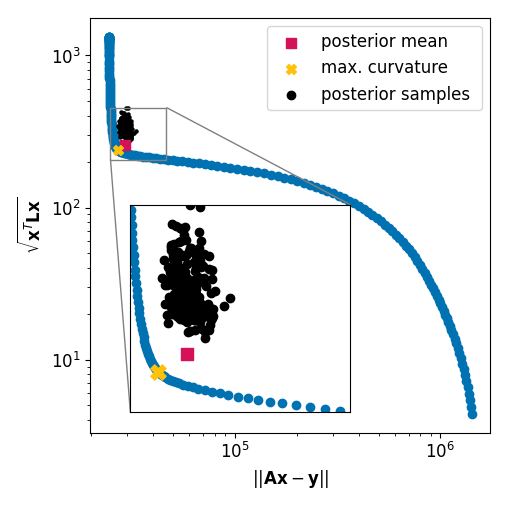 posterior mean
max. curvature
posterior samples
10³
10²
10¹
√xᵀLx
10⁵
10⁶
||Ax − y||